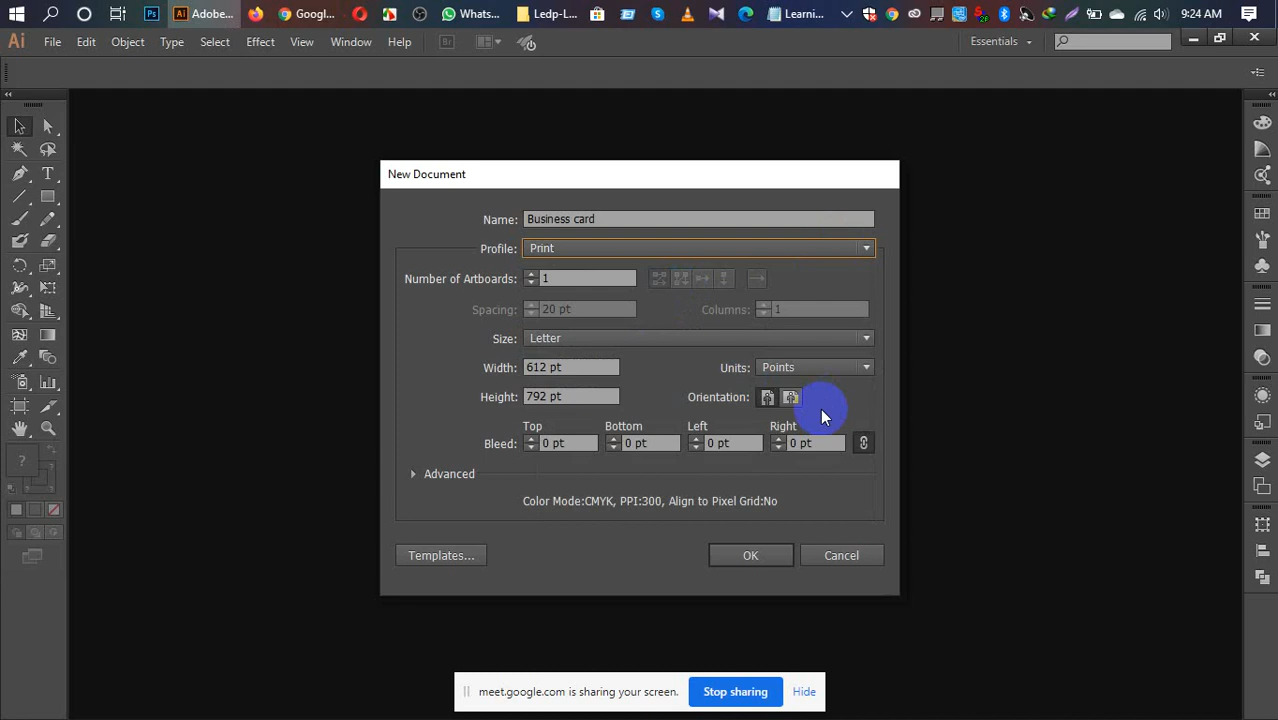 Adobe...
Googl...
Whats...
Ledp-L...
Learni...
9:24 AM
Ai File Edit Object Type Select Effect View Window Help Br Essentials
New Document
Name: Business card
Profile: Print
Number of Artboards: 1
Spacing: 20 pt Columns: 1
Size: Letter
Width: 612 pt Units: Points
Height: 792 pt Orientation:
Top Bottom Left Right
Bleed: 0 pt 0 pt 0 pt 0 pt
Advanced
Color Mode:CMYK, PPI:300, Align to Pixel Grid:No
Templates... OK Cancel
meet.google.com is sharing your screen. Stop sharing Hide